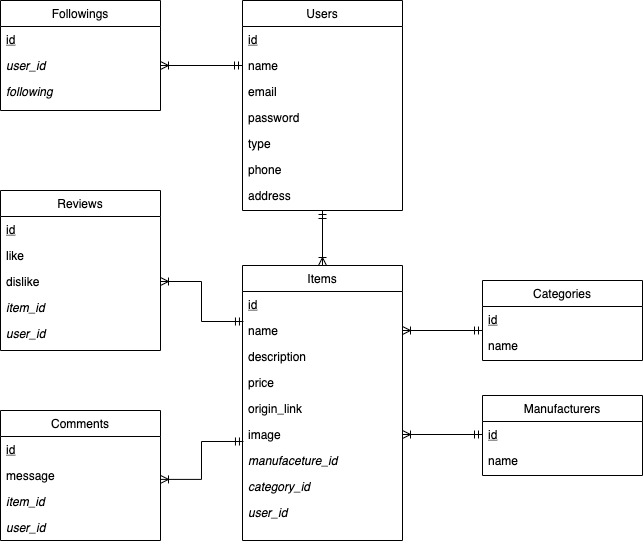 Followings
id
user_id
following
Users
id
name
email
password
type
phone
address
Reviews
id
like
dislike
item_id
user_id
Items
id
name
description
price
origin_link
image
manufaceture_id
category_id
user_id
Categories
id
name
Comments
id
message
item_id
user_id
Manufacturers
id
name